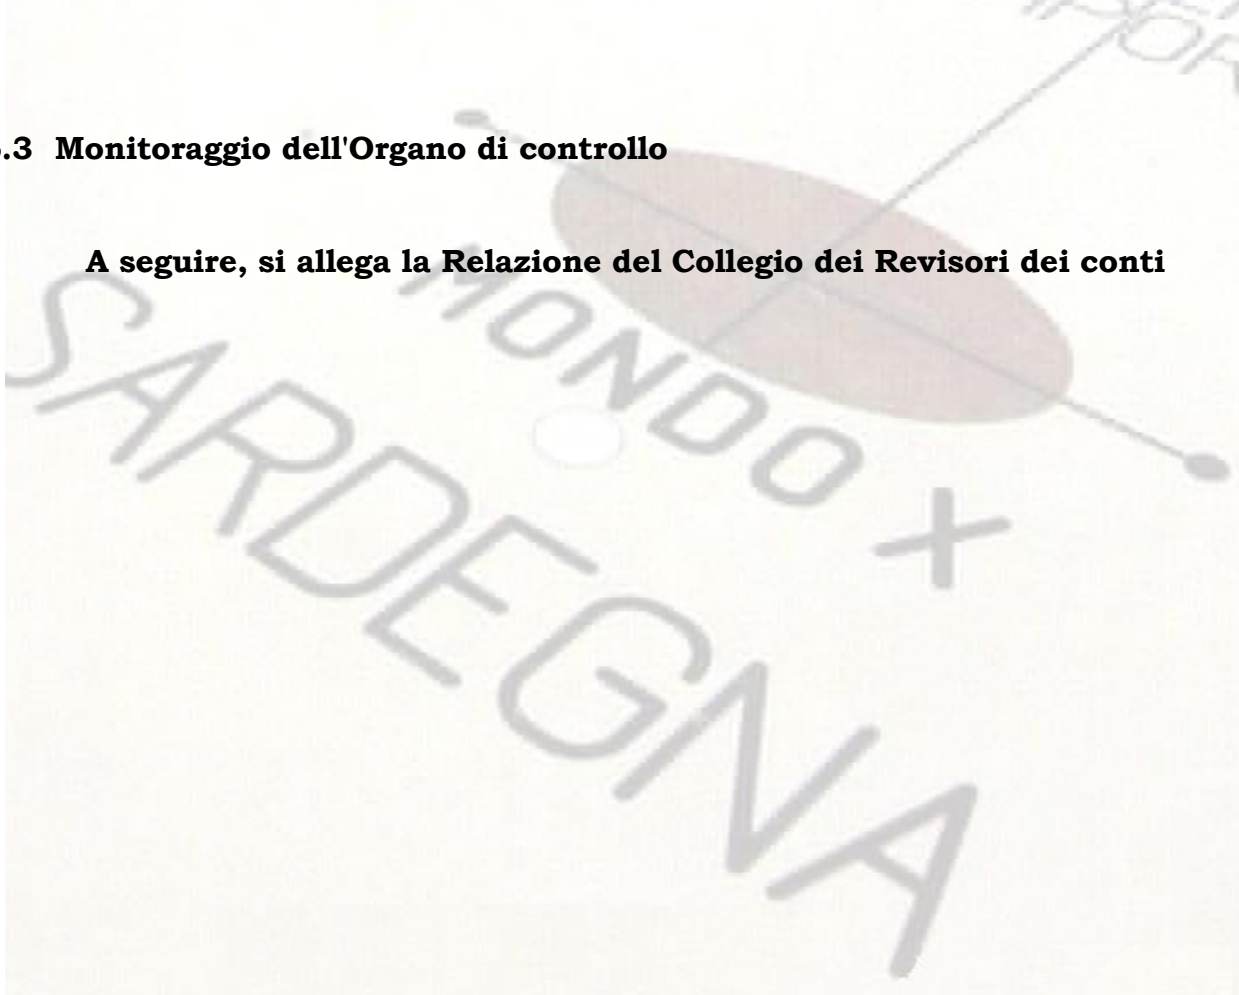 .3 Monitoraggio dell'Organo di controllo
A seguire, si allega la Relazione del Collegio dei Revisori dei conti
MONDO X
SARDEGNA